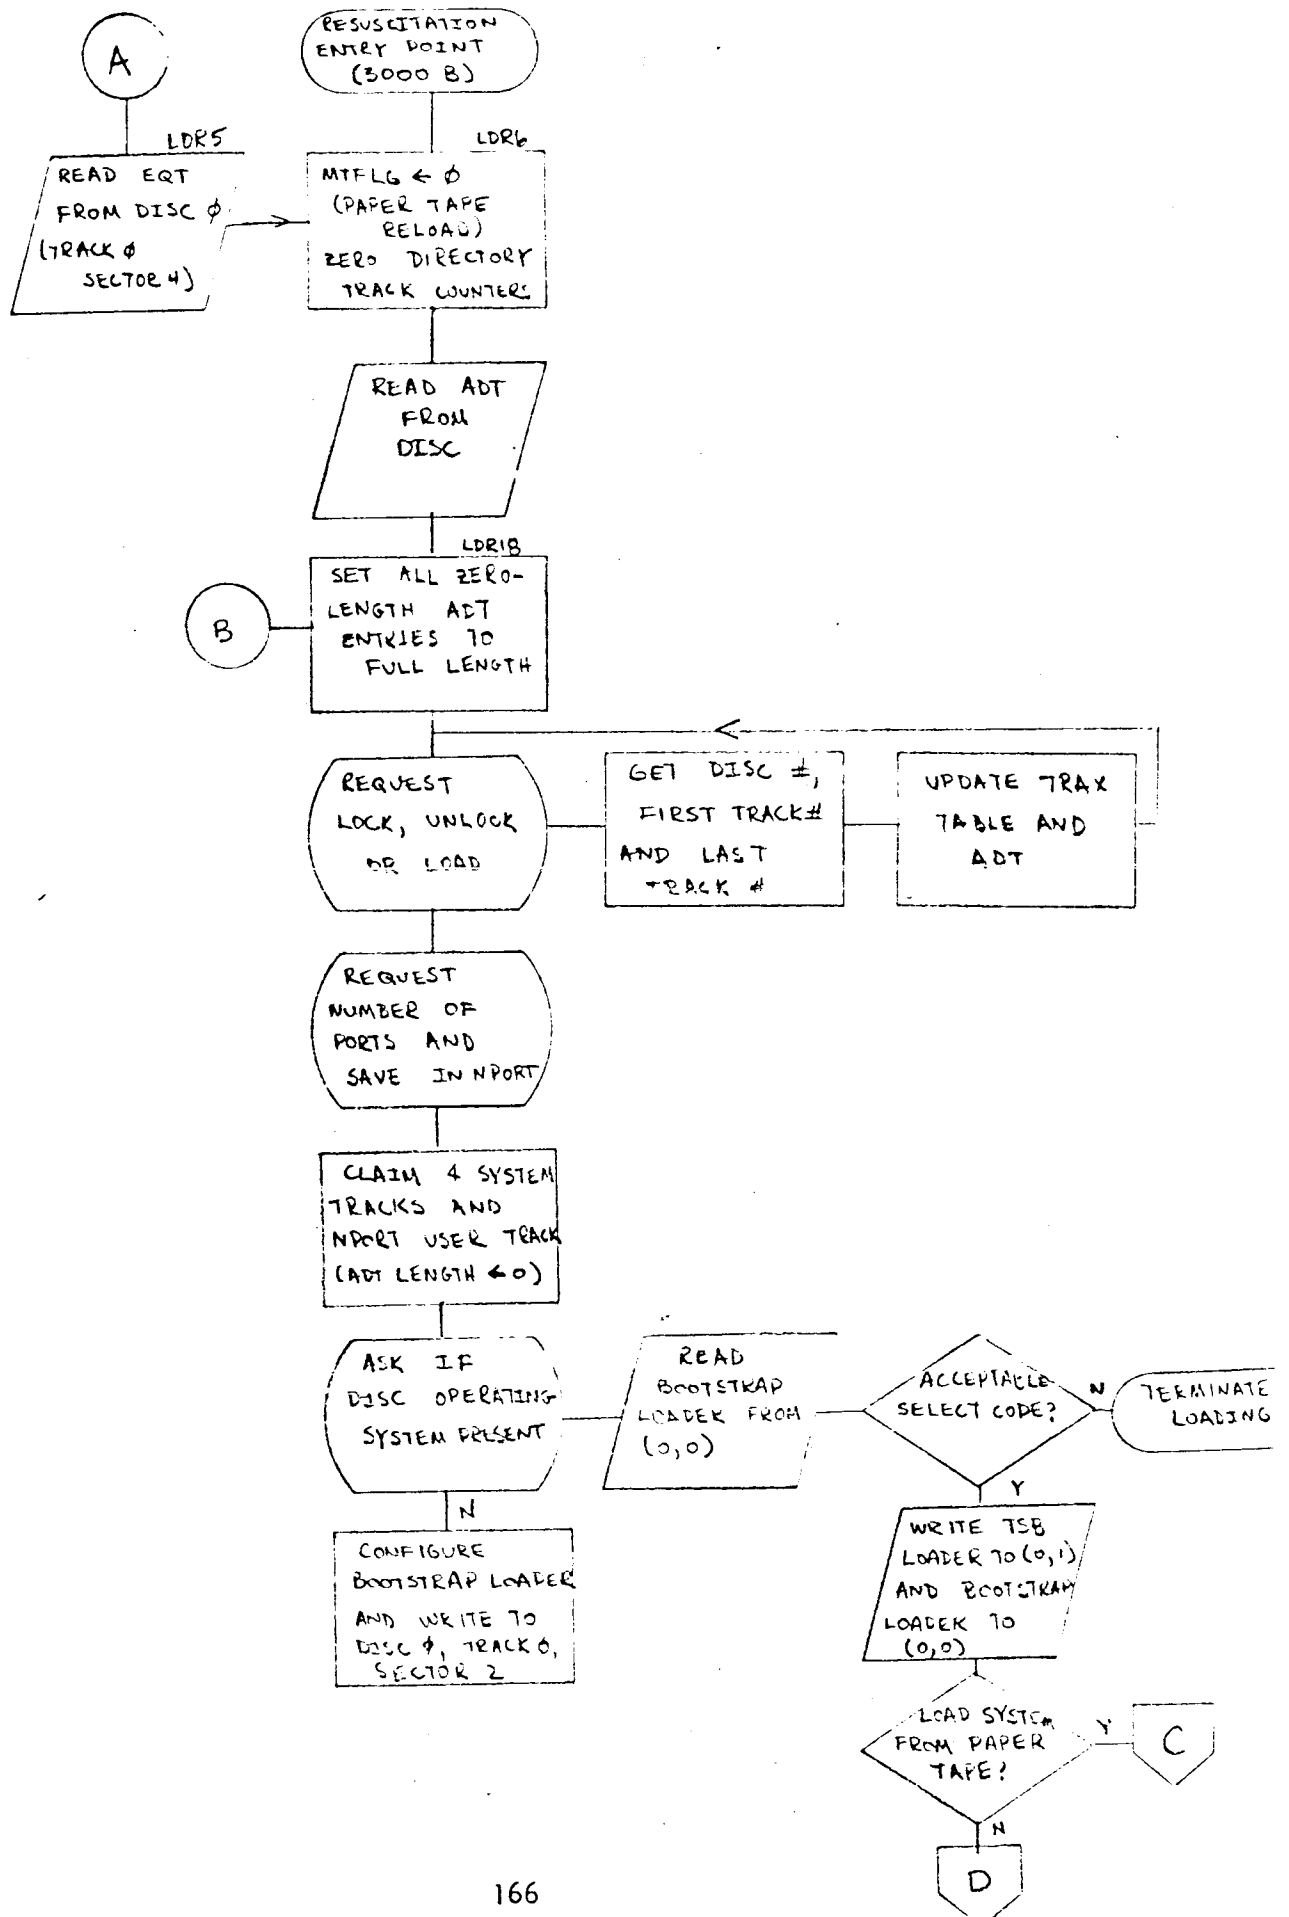 A
RESUSCITATION
ENTRY POINT
(3000 B)
LDR5
READ EQT
FROM DISC φ
(TRACK φ
SECTOR 4)
LDR6
MTFLG ← φ
(PAPER TAPE
RELOAD)
ZERO DIRECTORY
TRACK COUNTERS
READ ADT
FROM
DISC
LDR18
SET ALL ZERO-
LENGTH ADT
ENTRIES TO
FULL LENGTH
B
REQUEST
LOCK, UNLOCK
OR LOAD
GET DISC #,
FIRST TRACK#
AND LAST
TRACK #
UPDATE TRAX
TABLE AND
ADT
REQUEST
NUMBER OF
PORTS AND
SAVE IN NPORT
CLAIM 4 SYSTEM
TRACKS AND
NPORT USER TRACK
(ADT LENGTH ← 0)
ASK IF
DISC OPERATING
SYSTEM PRESENT
READ
BOOTSTRAP
LOADER FROM
(0,0)
ACCEPTABLE
SELECT CODE?
N
TERMINATE
LOADING
N
Y
CONFIGURE
BOOTSTRAP LOADER
AND WRITE TO
DISC φ, TRACK 0,
SECTOR 2
WRITE TSB
LOADER TO (0,1)
AND BOOTSTRAP
LOADER TO
(0,0)
LOAD SYSTEM
FROM PAPER
TAPE?
Y
C
N
D
166